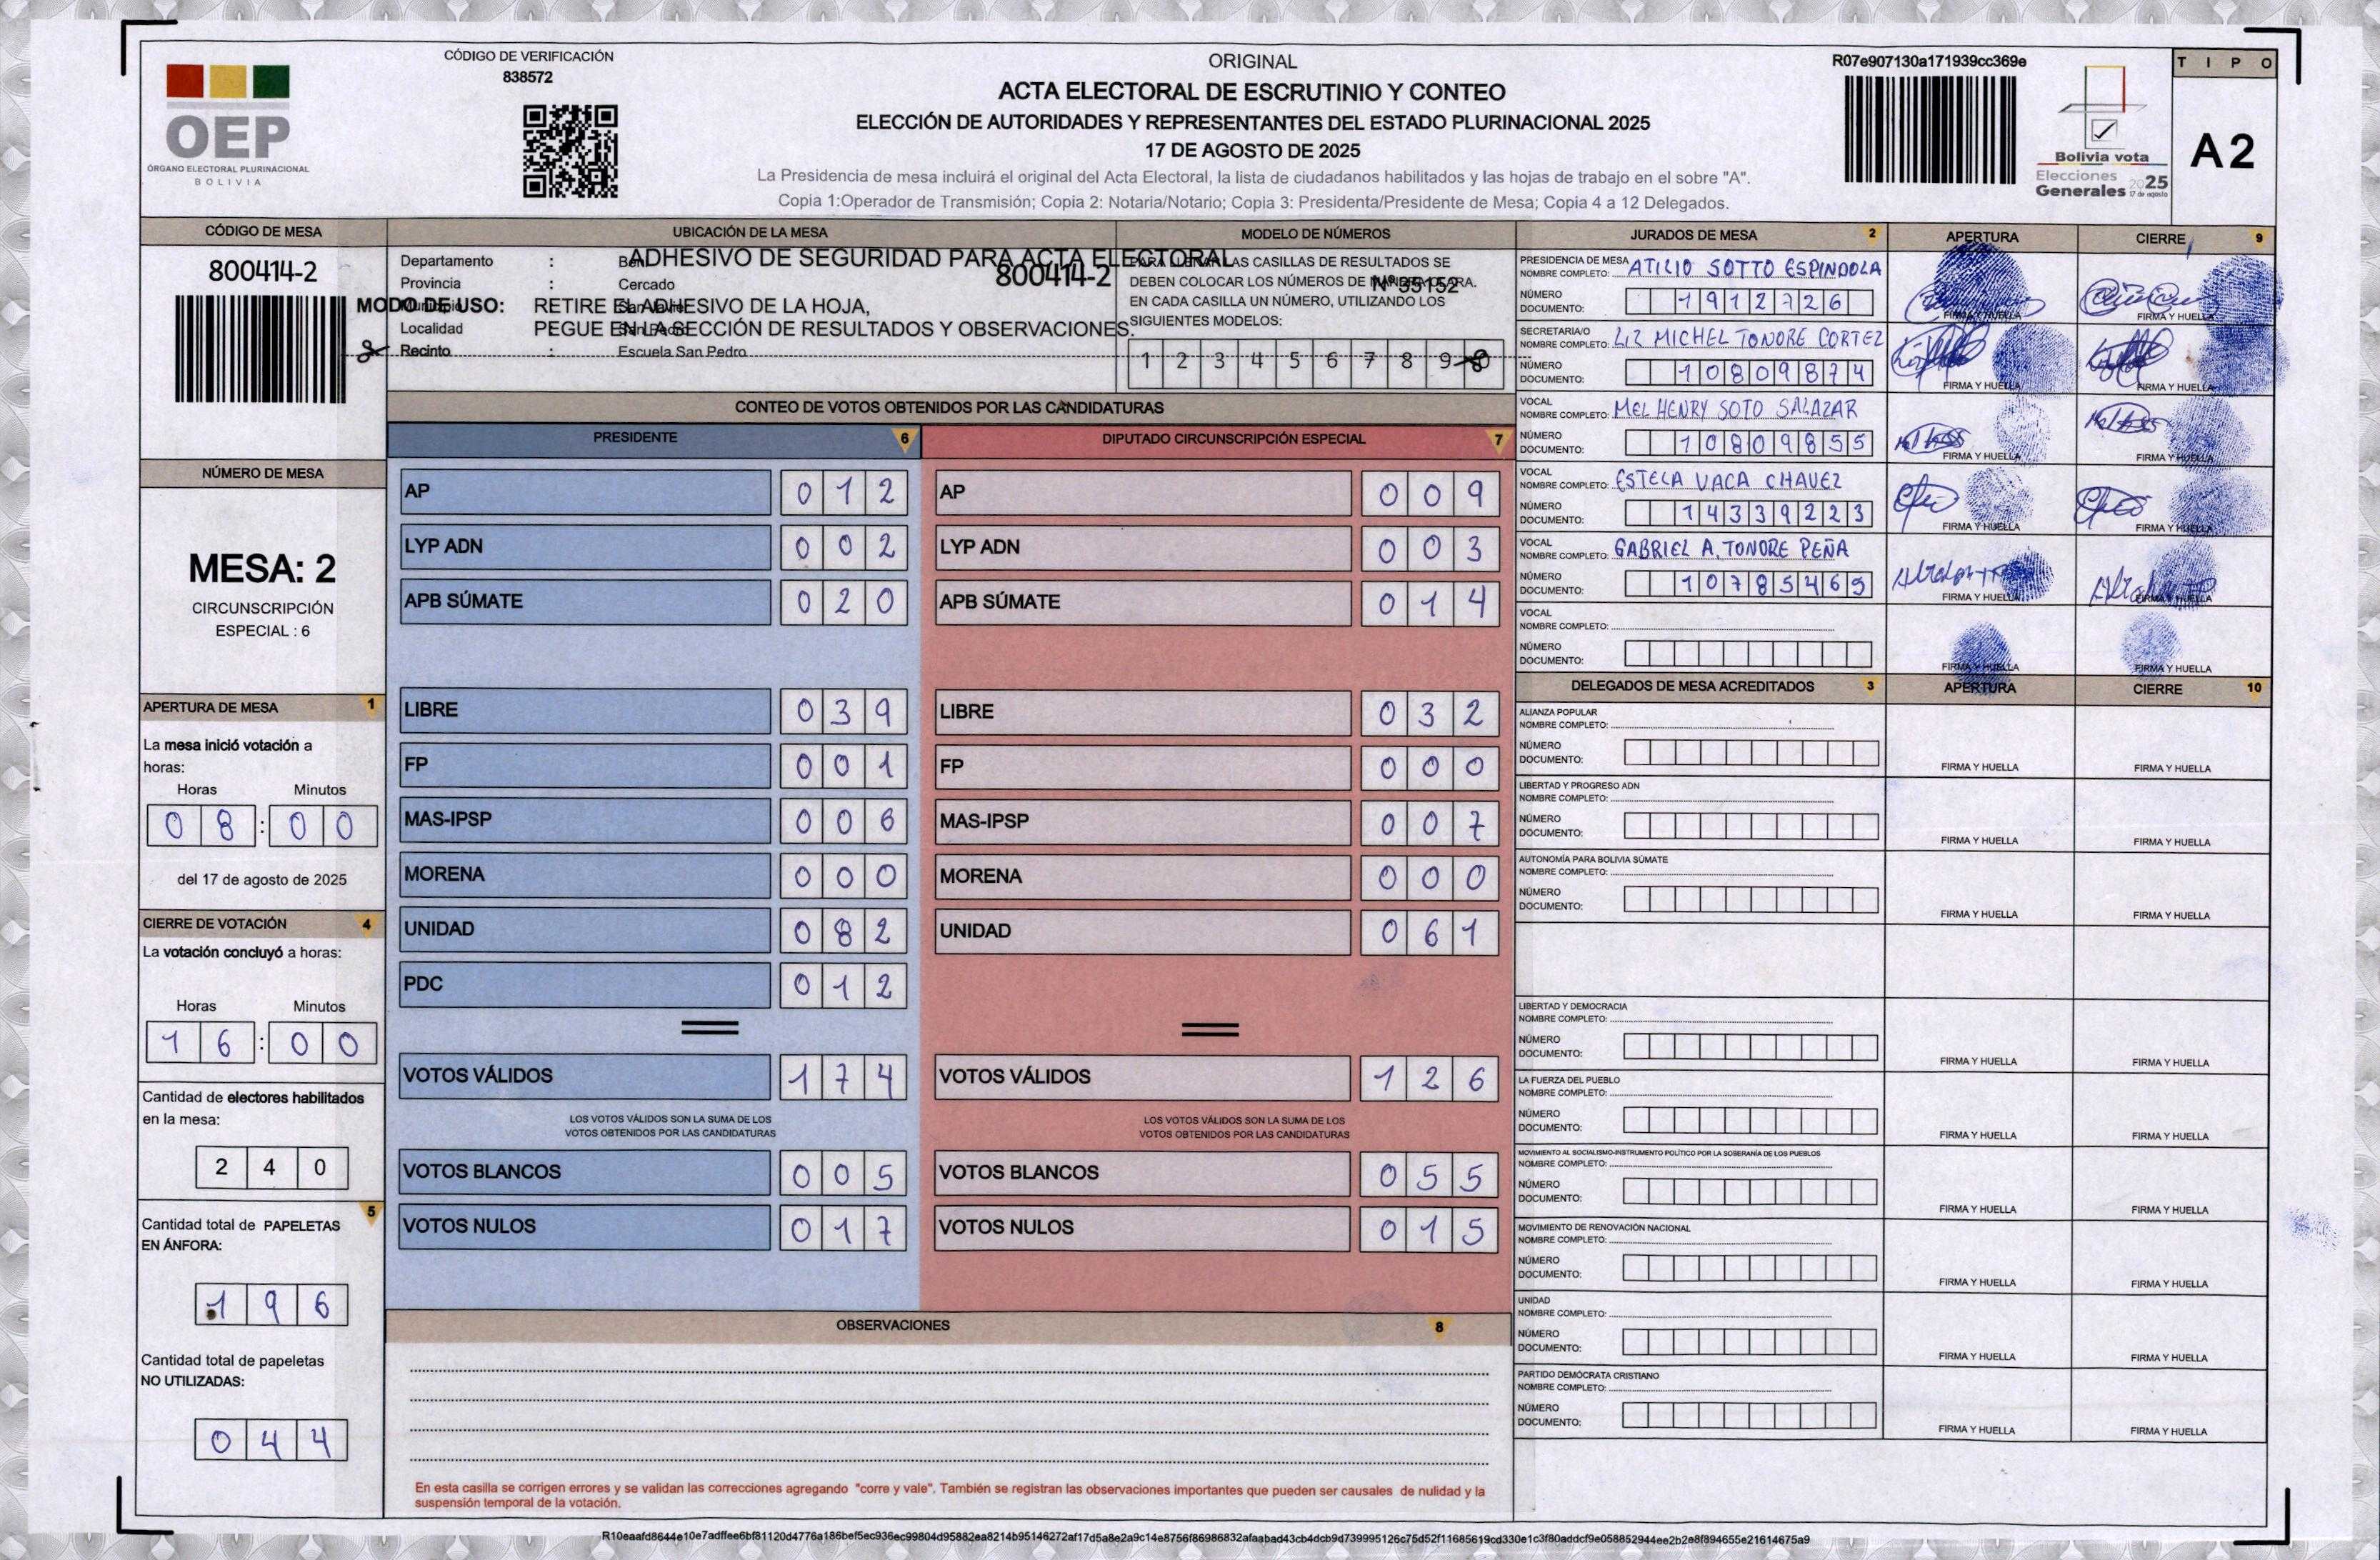 CÓDIGO DE VERIFICACIÓN
838572
OEP
ÓRGANO ELECTORAL PLURINACIONAL
BOLIVIA
ORIGINAL
ACTA ELECTORAL DE ESCRUTINIO Y CONTEO
ELECCIÓN DE AUTORIDADES Y REPRESENTANTES DEL ESTADO PLURINACIONAL 2025
17 DE AGOSTO DE 2025
La Presidencia de mesa incluirá el original del Acta Electoral, la lista de ciudadanos habilitados y las hojas de trabajo en el sobre "A".
Copia 1:Operador de Transmisión; Copia 2: Notaria/Notario; Copia 3: Presidenta/Presidente de Mesa; Copia 4 a 12 Delegados.
R07e907130a171939cc369e
Bolivia vota
Elecciones
Generales 2025
17 de agosto
TIPO
A2
CÓDIGO DE MESA
800414-2
UBICACIÓN DE LA MESA
Departamento : Beni
Provincia : Cercado
Localidad : San Pedro
Recinto : Escuela San Pedro
ADHESIVO DE SEGURIDAD PARA ACTA ELECTORAL
800414-2
Nº 35152
MODO DE USO: RETIRE EL ADHESIVO DE LA HOJA,
PEGUE EN LA SECCIÓN DE RESULTADOS Y OBSERVACIONES.
MODELO DE NÚMEROS
PARA LLENAR LAS CASILLAS DE RESULTADOS SE
DEBEN COLOCAR LOS NÚMEROS DE MANERA CLARA.
EN CADA CASILLA UN NÚMERO, UTILIZANDO LOS
SIGUIENTES MODELOS:
1 2 3 4 5 6 7 8 9 0
NÚMERO DE MESA
MESA: 2
CIRCUNSCRIPCIÓN
ESPECIAL : 6
APERTURA DE MESA 1
La mesa inició votación a
horas:
Horas Minutos
08:00
del 17 de agosto de 2025
CIERRE DE VOTACIÓN 4
La votación concluyó a horas:
Horas Minutos
16:00
Cantidad de electores habilitados
en la mesa:
240
5
Cantidad total de PAPELETAS
EN ÁNFORA:
196
Cantidad total de papeletas
NO UTILIZADAS:
044
CONTEO DE VOTOS OBTENIDOS POR LAS CANDIDATURAS
PRESIDENTE 6
AP 012
LYP ADN 002
APB SÚMATE 020
LIBRE 039
FP 001
MAS-IPSP 006
MORENA 000
UNIDAD 082
PDC 012
VOTOS VÁLIDOS 174
LOS VOTOS VÁLIDOS SON LA SUMA DE LOS
VOTOS OBTENIDOS POR LAS CANDIDATURAS
VOTOS BLANCOS 005
VOTOS NULOS 017
DIPUTADO CIRCUNSCRIPCIÓN ESPECIAL 7
AP 009
LYP ADN 003
APB SÚMATE 014
LIBRE 032
FP 000
MAS-IPSP 007
MORENA 000
UNIDAD 061
VOTOS VÁLIDOS 126
LOS VOTOS VÁLIDOS SON LA SUMA DE LOS
VOTOS OBTENIDOS POR LAS CANDIDATURAS
VOTOS BLANCOS 055
VOTOS NULOS 015
OBSERVACIONES 8
En esta casilla se corrigen errores y se validan las correcciones agregando "corre y vale". También se registran las observaciones importantes que pueden ser causales de nulidad y la
suspensión temporal de la votación.
JURADOS DE MESA 2 APERTURA CIERRE 9
PRESIDENCIA DE MESA
NOMBRE COMPLETO: ATILIO SOTTO ESPINDOLA
NÚMERO
DOCUMENTO: 1912726
FIRMA Y HUELLA FIRMA Y HUELLA
SECRETARIA/O
NOMBRE COMPLETO: LIZ MICHEL TONORE CORTEZ
NÚMERO
DOCUMENTO: 10809874
FIRMA Y HUELLA FIRMA Y HUELLA
VOCAL
NOMBRE COMPLETO: MEL HENRY SOTO SALAZAR
NÚMERO
DOCUMENTO: 10809855
FIRMA Y HUELLA FIRMA Y HUELLA
VOCAL
NOMBRE COMPLETO: ESTELA VACA CHAVEZ
NÚMERO
DOCUMENTO: 14339223
FIRMA Y HUELLA FIRMA Y HUELLA
VOCAL
NOMBRE COMPLETO: GABRIEL A. TONORE PEÑA
NÚMERO
DOCUMENTO: 10785469
FIRMA Y HUELLA FIRMA Y HUELLA
VOCAL
NOMBRE COMPLETO:
NÚMERO
DOCUMENTO:
FIRMA Y HUELLA FIRMA Y HUELLA
DELEGADOS DE MESA ACREDITADOS 3 APERTURA CIERRE 10
ALIANZA POPULAR
NOMBRE COMPLETO:
NÚMERO
DOCUMENTO:
FIRMA Y HUELLA FIRMA Y HUELLA
LIBERTAD Y PROGRESO ADN
NOMBRE COMPLETO:
NÚMERO
DOCUMENTO:
FIRMA Y HUELLA FIRMA Y HUELLA
AUTONOMÍA PARA BOLIVIA SÚMATE
NOMBRE COMPLETO:
NÚMERO
DOCUMENTO:
FIRMA Y HUELLA FIRMA Y HUELLA
LIBERTAD Y DEMOCRACIA
NOMBRE COMPLETO:
NÚMERO
DOCUMENTO:
FIRMA Y HUELLA FIRMA Y HUELLA
LA FUERZA DEL PUEBLO
NOMBRE COMPLETO:
NÚMERO
DOCUMENTO:
FIRMA Y HUELLA FIRMA Y HUELLA
MOVIMIENTO AL SOCIALISMO-INSTRUMENTO POLÍTICO POR LA SOBERANÍA DE LOS PUEBLOS
NOMBRE COMPLETO:
NÚMERO
DOCUMENTO:
FIRMA Y HUELLA FIRMA Y HUELLA
MOVIMIENTO DE RENOVACIÓN NACIONAL
NOMBRE COMPLETO:
NÚMERO
DOCUMENTO:
FIRMA Y HUELLA FIRMA Y HUELLA
UNIDAD
NOMBRE COMPLETO:
NÚMERO
DOCUMENTO:
FIRMA Y HUELLA FIRMA Y HUELLA
PARTIDO DEMÓCRATA CRISTIANO
NOMBRE COMPLETO:
NÚMERO
DOCUMENTO:
FIRMA Y HUELLA FIRMA Y HUELLA